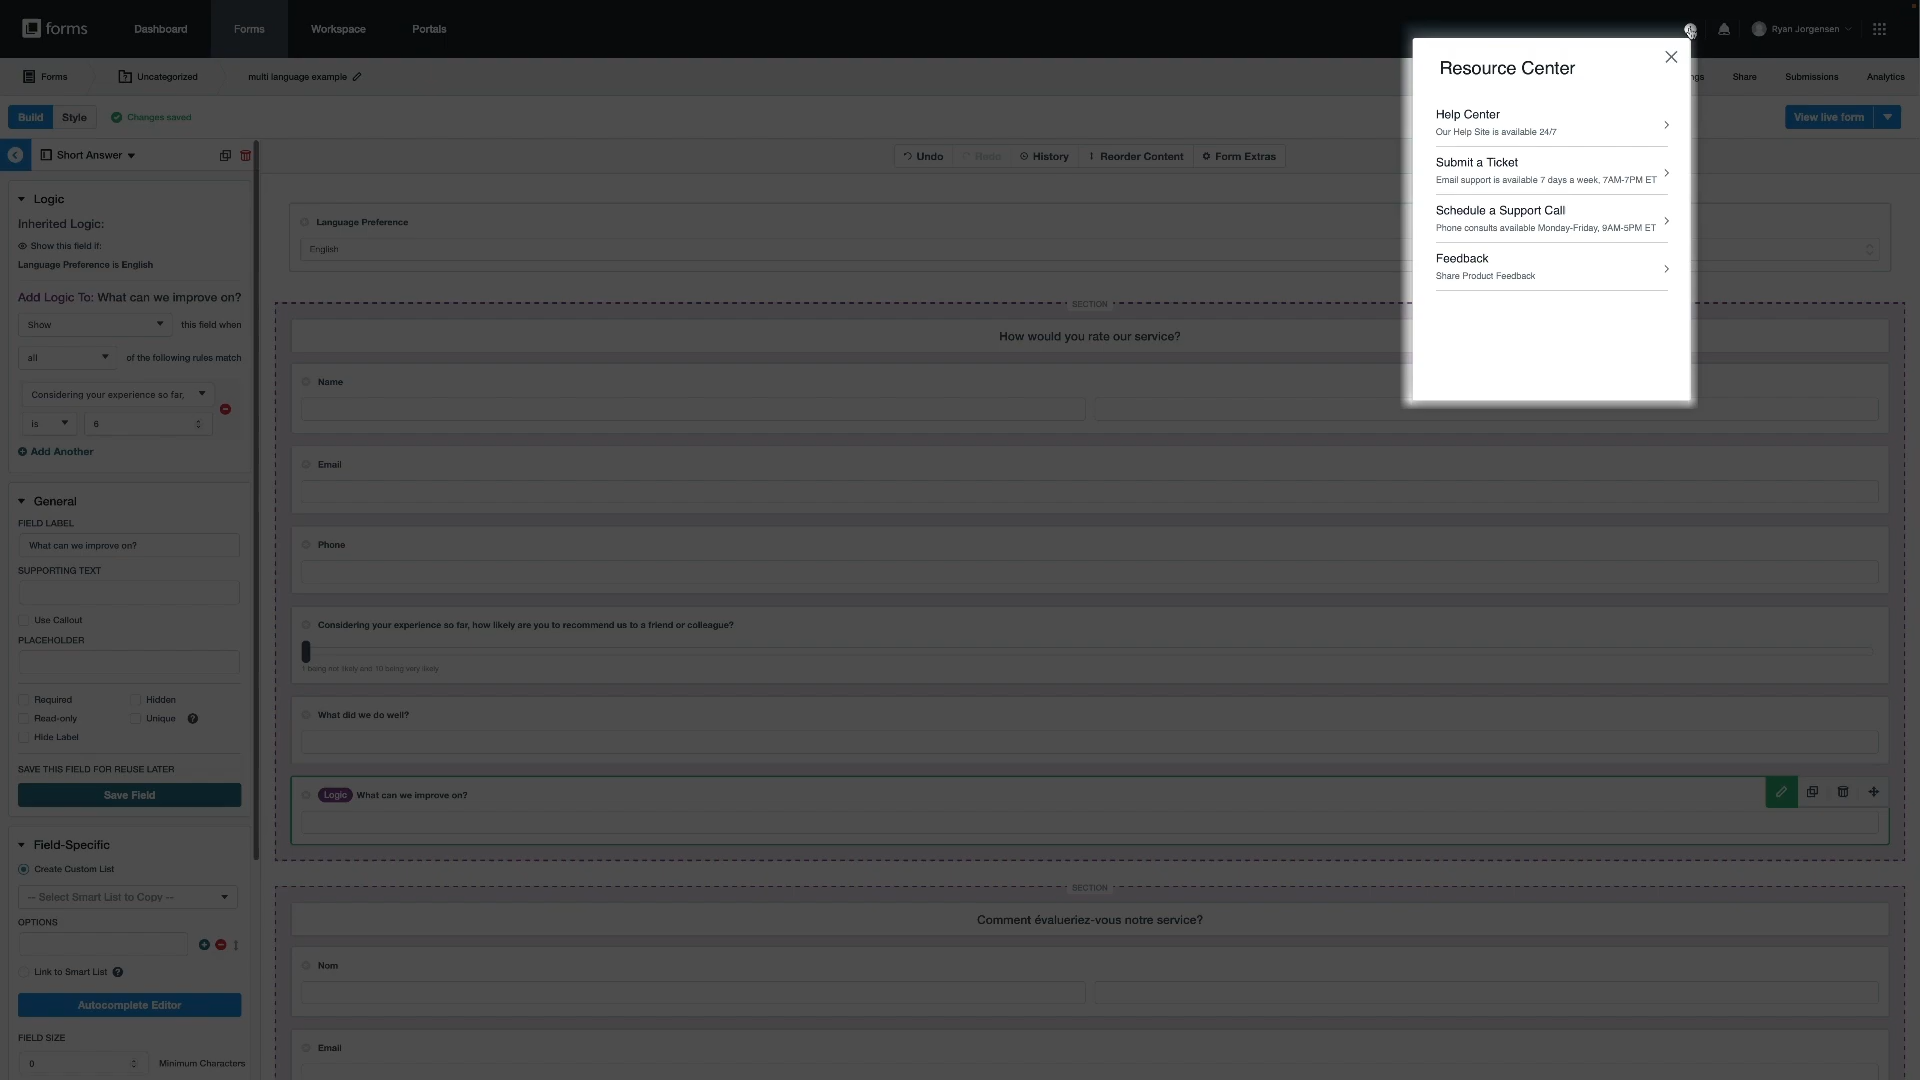 forms
Dashboard
Forms
Workspace
Portals
Ryan Jorgensen
Forms
Uncategorized
multi language example
ngs
Share
Submissions
Analytics
Build
Style
Changes saved
View live form
Short Answer
Undo
Redo
History
Reorder Content
Form Extras
Resource Center
Help Center
Our Help Site is available 24/7
Submit a Ticket
Email support is available 7 days a week, 7AM-7PM ET
Schedule a Support Call
Phone consults available Monday-Friday, 9AM-5PM ET
Feedback
Share Product Feedback
Logic
Inherited Logic:
Show this field if:
Language Preference is English
Add Logic To: What can we improve on?
Show
this field when
all
of the following rules match
Considering your experience so far,
is
6
Add Another
General
FIELD LABEL
What can we improve on?
SUPPORTING TEXT
Use Callout
PLACEHOLDER
Required
Hidden
Read-only
Unique
Hide Label
SAVE THIS FIELD FOR REUSE LATER
Save Field
Field-Specific
Create Custom List
-- Select Smart List to Copy --
OPTIONS
Link to Smart List
Autocomplete Editor
FIELD SIZE
0
Minimum Characters
Language Preference
English
SECTION
How would you rate our service?
Name
Email
Phone
Considering your experience so far, how likely are you to recommend us to a friend or colleague?
1 being not likely and 10 being very likely
What did we do well?
Logic
What can we improve on?
SECTION
Comment évalueriez-vous notre service?
Nom
Email